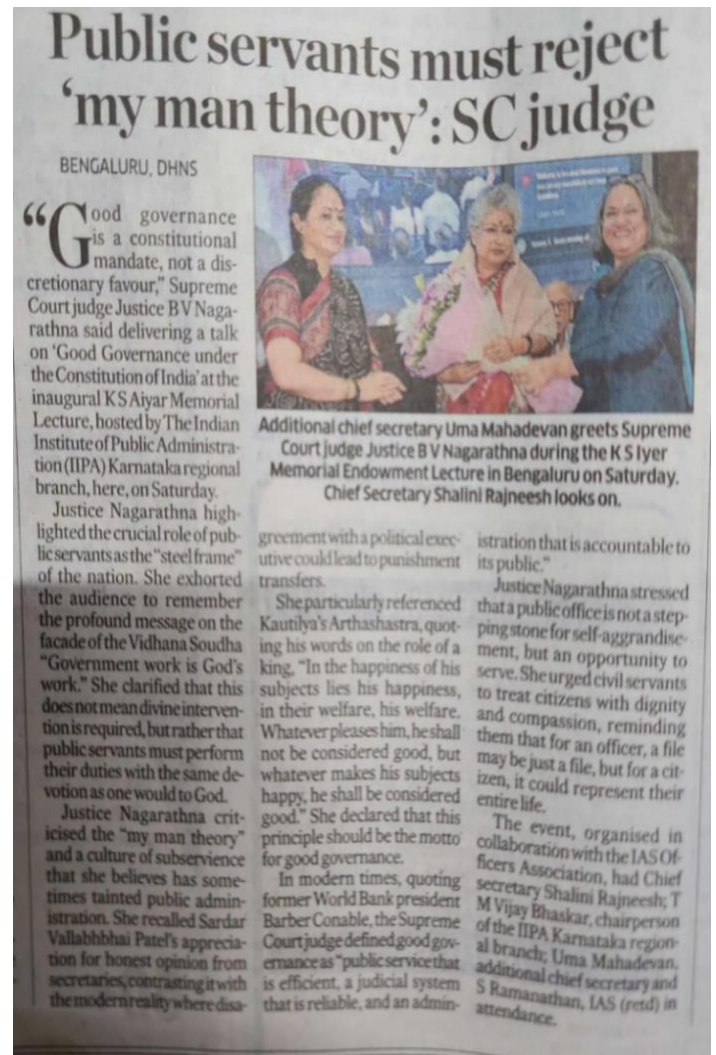 Public servants must reject
‘my man theory’: SC judge
BENGALURU, DHNS
“Good governance
is a constitutional
mandate, not a dis-
cretionary favour,” Supreme
Court judge Justice B V Naga-
rathna said delivering a talk
on ‘Good Governance under
the Constitution of India’ at the
inaugural K S Aiyar Memorial
Lecture, hosted by The Indian
Institute of Public Administra-
tion (IIPA) Karnataka regional
branch, here, on Saturday.
Justice Nagarathna high-
lighted the crucial role of pub-
lic servants as the “steel frame”
of the nation. She exhorted
the audience to remember
the profound message on the
facade of the Vidhana Soudha
“Government work is God’s
work.” She clarified that this
does not mean divine interven-
tion is required, but rather that
public servants must perform
their duties with the same de-
votion as one would to God.
Justice Nagarathna crit-
icised the “my man theory”
and a culture of subservience
that she believes has some-
times tainted public admin-
istration. She recalled Sardar
Vallabhbhai Patel’s apprecia-
tion for honest opinion from
secretaries, contrasting it with
the modern reality where disa-
Additional chief secretary Uma Mahadevan greets Supreme
Court judge Justice B V Nagarathna during the K S Iyer
Memorial Endowment Lecture in Bengaluru on Saturday.
Chief Secretary Shalini Rajneesh looks on.
greement with a political exec-
utive could lead to punishment
transfers.
She particularly referenced
Kautilya’s Arthashastra, quot-
ing his words on the role of a
king, “In the happiness of his
subjects lies his happiness,
in their welfare, his welfare.
Whatever pleases him, he shall
not be considered good, but
whatever makes his subjects
happy, he shall be considered
good.” She declared that this
principle should be the motto
for good governance.
In modern times, quoting
former World Bank president
Barber Conable, the Supreme
Court judge defined good gov-
ernance as “public service that
is efficient, a judicial system
that is reliable, and an admin-
istration that is accountable to
its public.”
Justice Nagarathna stressed
that a public office is not a step-
ping stone for self-aggrandise-
ment, but an opportunity to
serve. She urged civil servants
to treat citizens with dignity
and compassion, reminding
them that for an officer, a file
may be just a file, but for a cit-
izen, it could represent their
entire life.
The event, organised in
collaboration with the IAS Of-
ficers Association, had Chief
secretary Shalini Rajneesh; T
M Vijay Bhaskar, chairperson
of the IIPA Karnataka region-
al branch; Uma Mahadevan,
additional chief secretary and
S Ramanathan, IAS (retd) in
attendance.